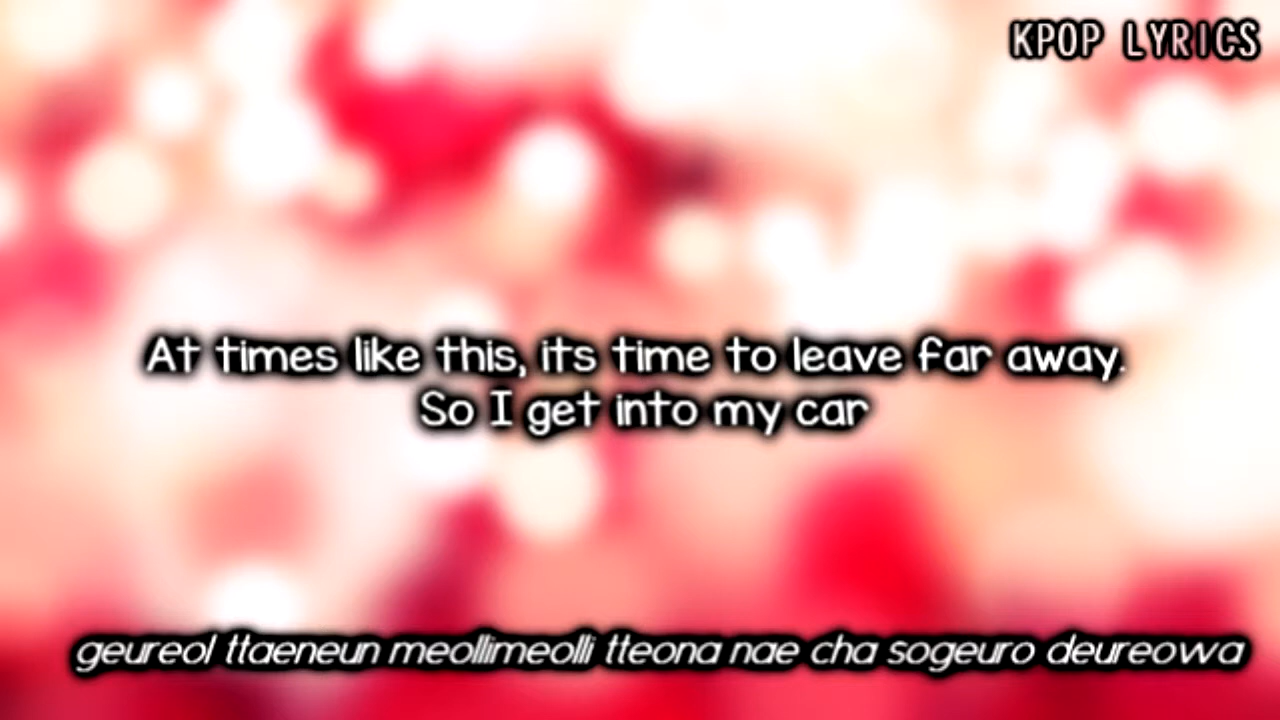 KPOP LYRICS
At times like this, its time to leave far away.
So I get into my car
geureol ttaeneun meollimeolli tteona nae cha sogeuro deureowa